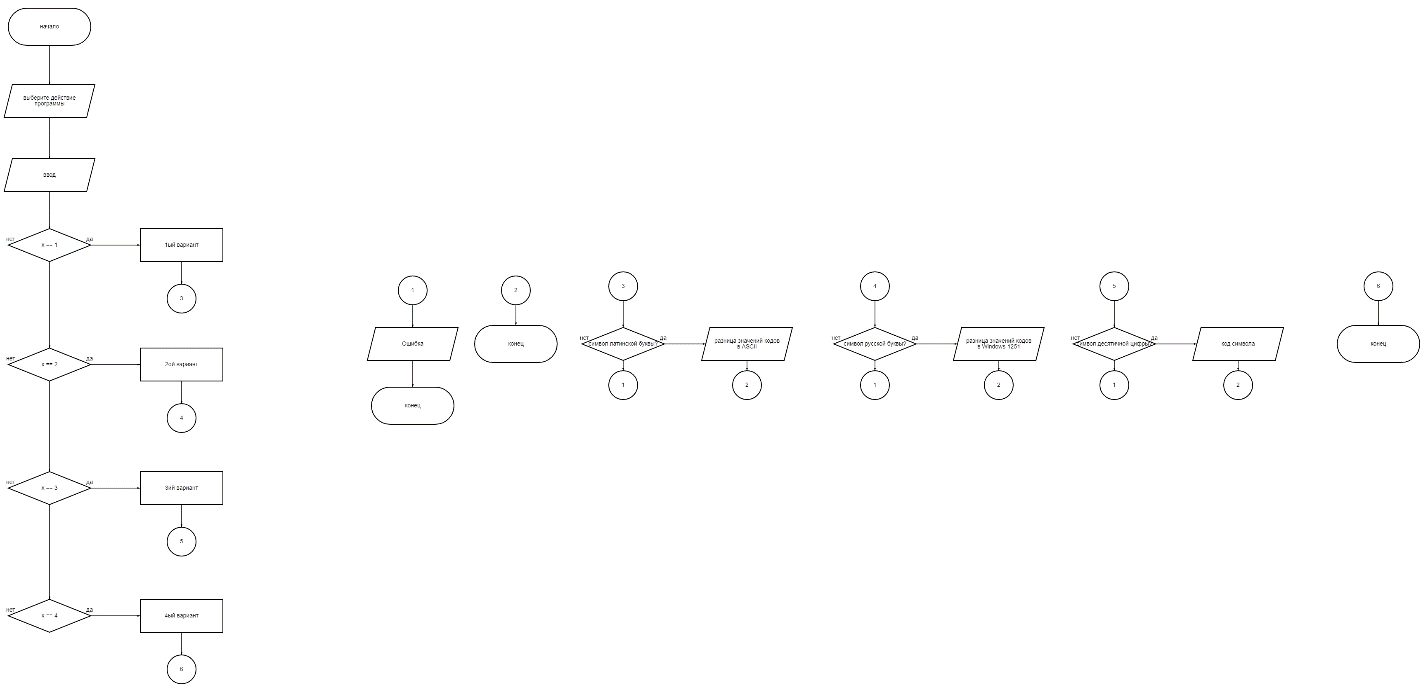 начало
выберите действие
программы
ввод
нет
x == 1
да
1ый вариант
3
нет
x == 2
да
2ой вариант
4
нет
x == 3
да
3ий вариант
5
нет
x == 4
да
4ый вариант
6
1
Ошибка
конец
2
конец
3
нет
символ латинской буквы?
да
разница значений кодов
в ASCII
1
2
4
нет
символ русской буквы?
да
разница значений кодов
в Windows 1251
1
2
5
нет
символ десятичной цифры?
да
код символа
1
2
6
конец